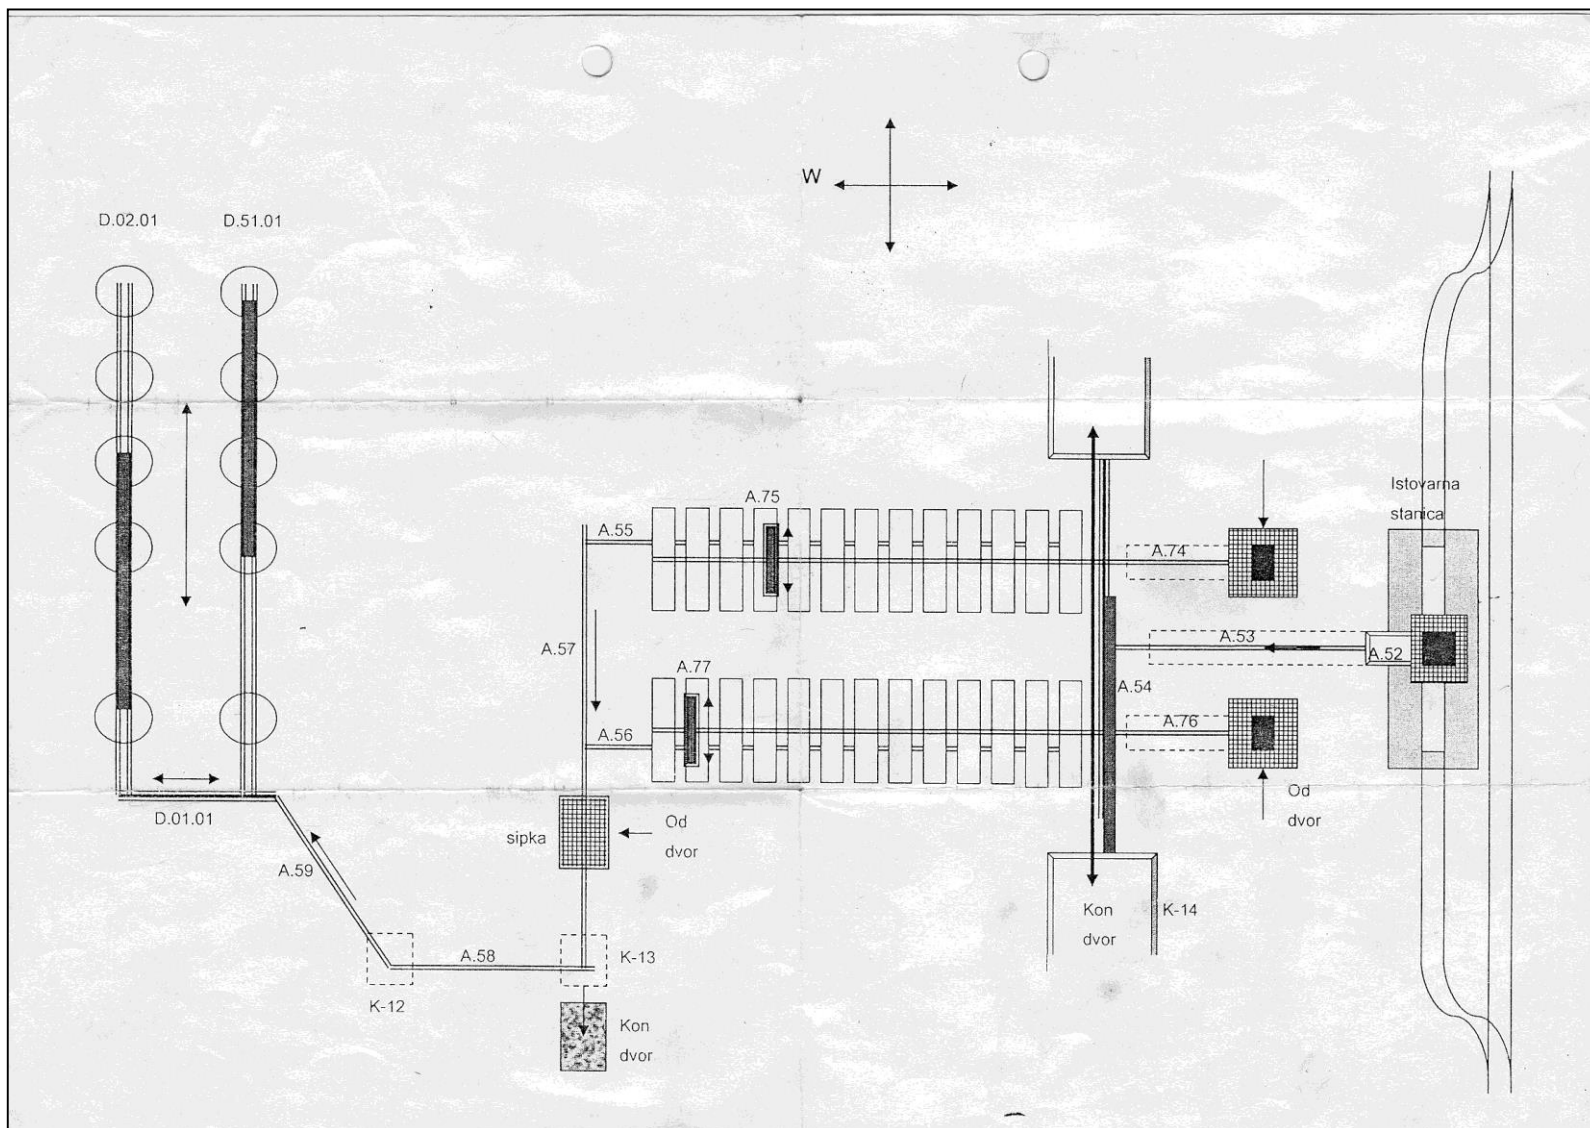 W
D.02.01
D.51.01
Istovarna
stanica
A.75
A.55
A.74
A.53
A.52
A.57
A.77
A.54
A.76
A.56
Od
dvor
D.01.01
sipka
Od
dvor
A.59
Kon
dvor
K-14
A.58
K-13
K-12
Kon
dvor